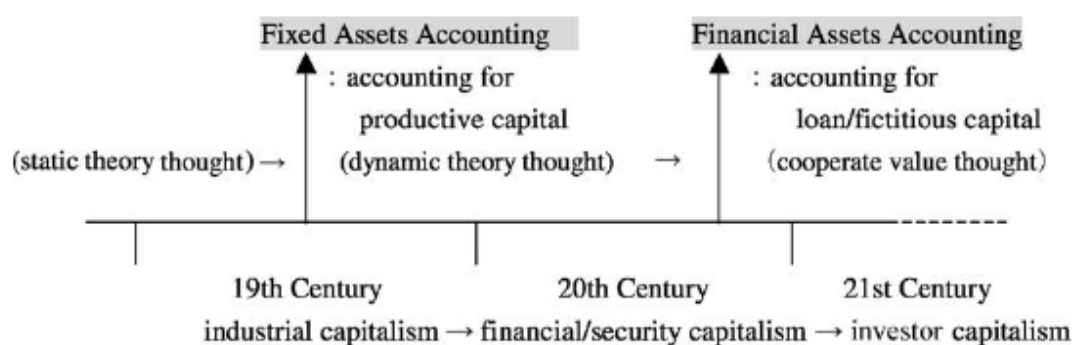 Fixed Assets Accounting Financial Assets Accounting
: accounting for : accounting for
productive capital loan/fictitious capital
(static theory thought) → (dynamic theory thought) → (cooperate value thought)
19th Century 20th Century 21st Century
industrial capitalism → financial/security capitalism → investor capitalism